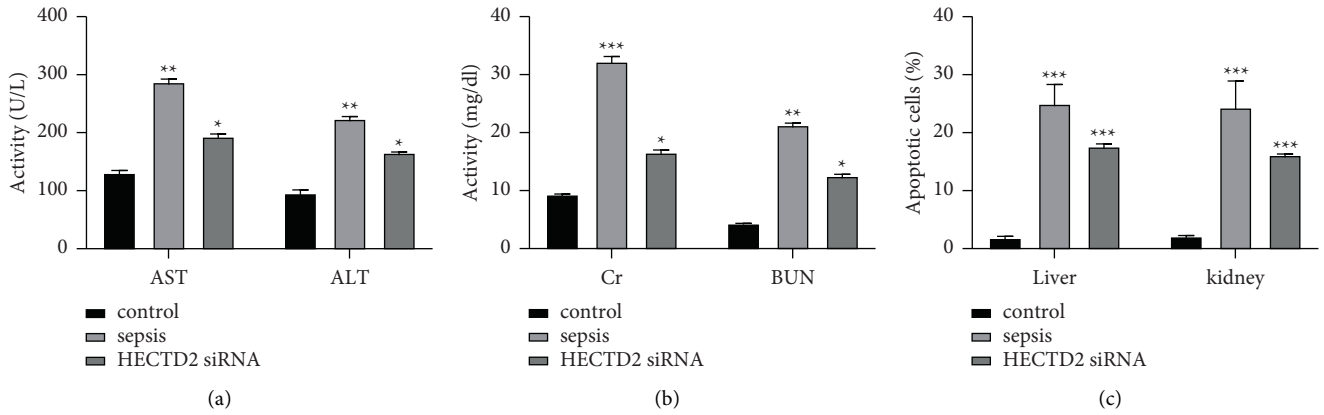 Activity (U/L)
400
300
200
100
0
**
*
**
*
AST
ALT
control
sepsis
HECTD2 siRNA
(a)
Activity (mg/dl)
40
30
20
10
0
***
*
**
*
Cr
BUN
control
sepsis
HECTD2 siRNA
(b)
Apoptotic cells (%)
40
30
20
10
0
***
***
***
***
Liver
kidney
control
sepsis
HECTD2 siRNA
(c)